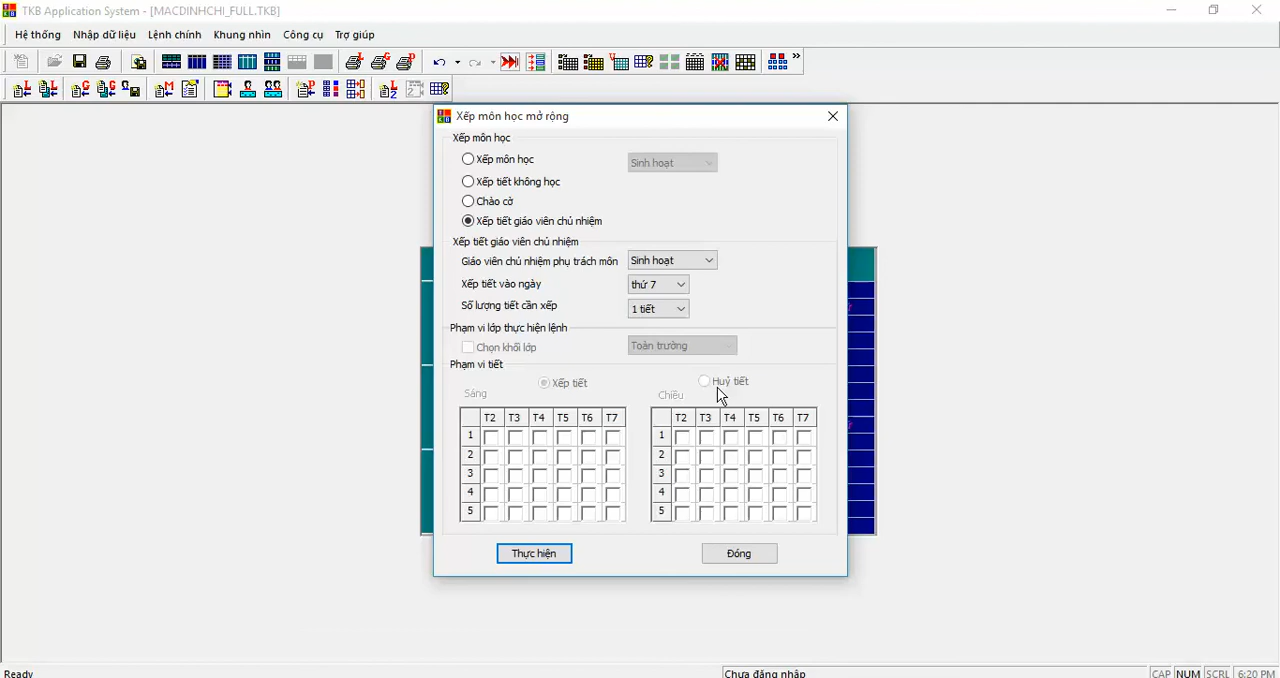 TKB Application System - [MACDINHCHI_FULL.TKB]
Hệ thống Nhập dữ liệu Lệnh chính Khung nhìn Công cụ Trợ giúp
Xếp môn học mở rộng
Xếp môn học
Xếp môn học Sinh hoạt
Xếp tiết không học
Chào cờ
Xếp tiết giáo viên chủ nhiệm
Xếp tiết giáo viên chủ nhiệm
Giáo viên chủ nhiệm phụ trách môn Sinh hoạt
Xếp tiết vào ngày thứ 7
Số lượng tiết cần xếp 1 tiết
Phạm vi lớp thực hiện lệnh
Chọn khối lớp Toàn trường
Phạm vi tiết
Xếp tiết Huỷ tiết
Sáng Chiều
T2 T3 T4 T5 T6 T7 T2 T3 T4 T5 T6 T7
1 1
2 2
3 3
4 4
5 5
Thực hiện Đóng
Ready Chưa đăng nhập CAP NUM SCRL 6:20 PM